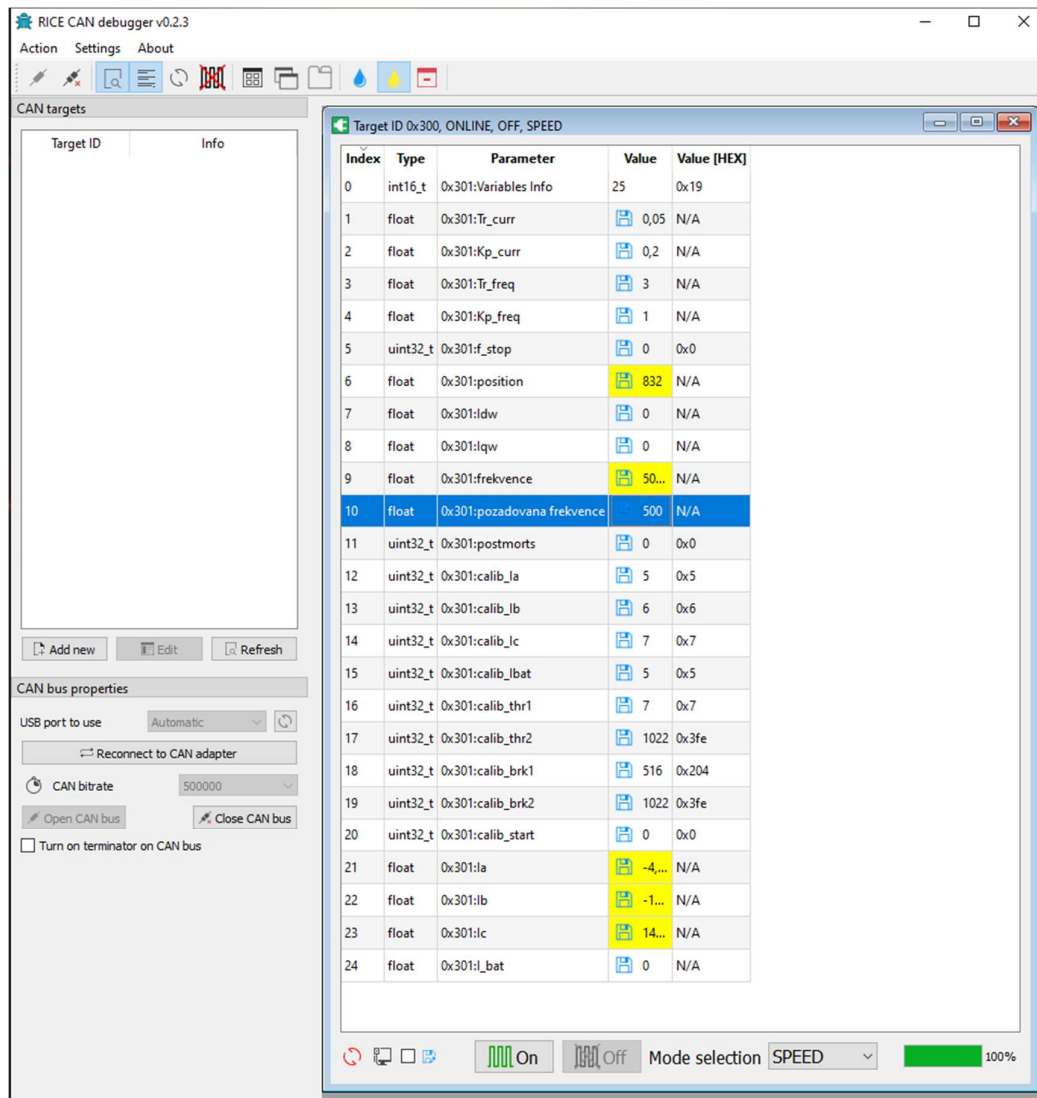 RICE CAN debugger v0.2.3
Action Settings About
CAN targets
Target ID Info
Add new Edit Refresh
CAN bus properties
USB port to use Automatic
Reconnect to CAN adapter
CAN bitrate 500000
Open CAN bus Close CAN bus
Turn on terminator on CAN bus
Target ID 0x300, ONLINE, OFF, SPEED
Index Type Parameter Value Value [HEX]
0 int16_t 0x301:Variables Info 25 0x19
1 float 0x301:Tr_curr 0,05 N/A
2 float 0x301:Kp_curr 0,2 N/A
3 float 0x301:Tr_freq 3 N/A
4 float 0x301:Kp_freq 1 N/A
5 uint32_t 0x301:f_stop 0 0x0
6 float 0x301:position 832 N/A
7 float 0x301:Idw 0 N/A
8 float 0x301:Iqw 0 N/A
9 float 0x301:frekvence 50... N/A
10 float 0x301:pozadovana frekvence 500 N/A
11 uint32_t 0x301:postmorts 0 0x0
12 uint32_t 0x301:calib_Ia 5 0x5
13 uint32_t 0x301:calib_Ib 6 0x6
14 uint32_t 0x301:calib_Ic 7 0x7
15 uint32_t 0x301:calib_Ibat 5 0x5
16 uint32_t 0x301:calib_thr1 7 0x7
17 uint32_t 0x301:calib_thr2 1022 0x3fe
18 uint32_t 0x301:calib_brk1 516 0x204
19 uint32_t 0x301:calib_brk2 1022 0x3fe
20 uint32_t 0x301:calib_start 0 0x0
21 float 0x301:Ia -4,... N/A
22 float 0x301:Ib -1... N/A
23 float 0x301:Ic 14... N/A
24 float 0x301:I_bat 0 N/A
On Off Mode selection SPEED 100%